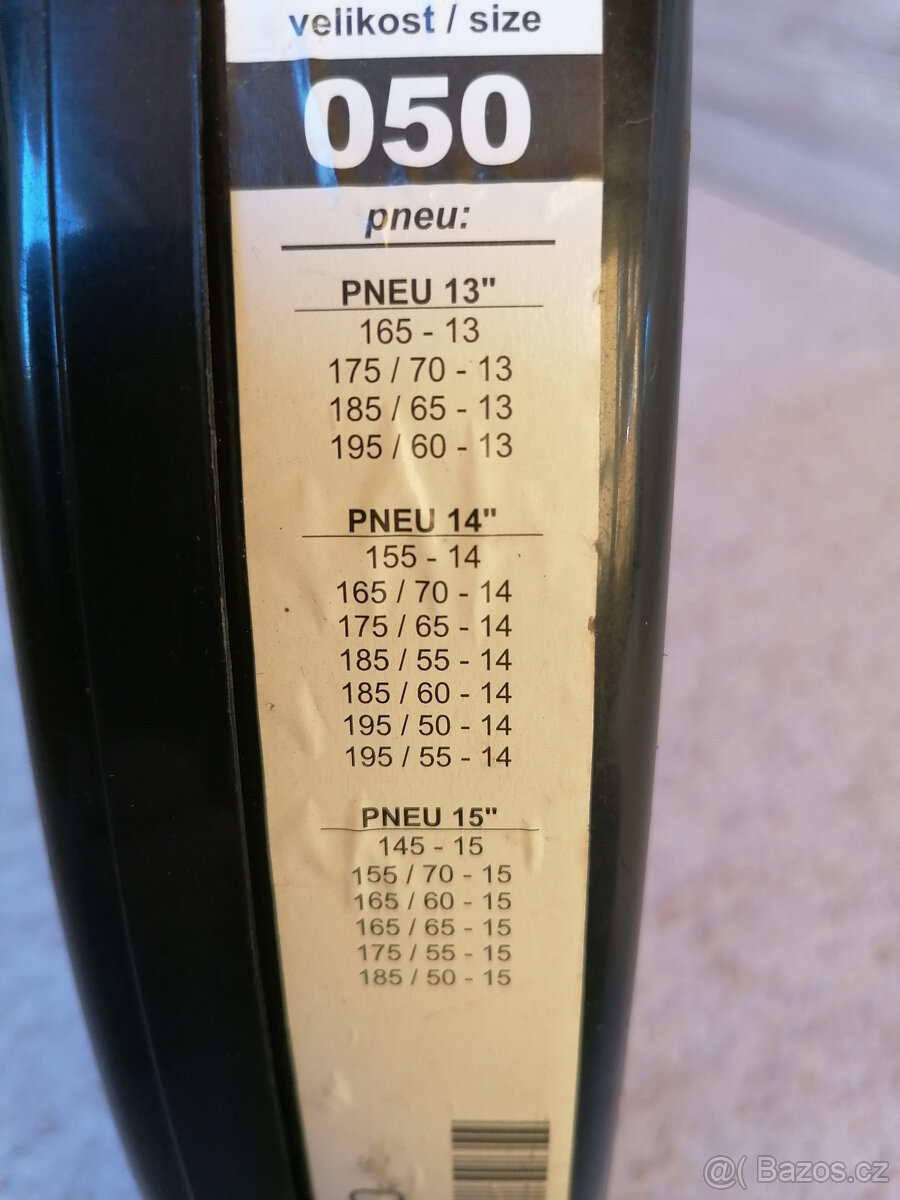 velikost / size
050
pneu:
PNEU 13"
165 - 13
175 / 70 - 13
185 / 65 - 13
195 / 60 - 13
PNEU 14"
155 - 14
165 / 70 - 14
175 / 65 - 14
185 / 55 - 14
185 / 60 - 14
195 / 50 - 14
195 / 55 - 14
PNEU 15"
145 - 15
155 / 70 - 15
165 / 60 - 15
165 / 65 - 15
175 / 55 - 15
185 / 50 - 15
@( Bazos.cz